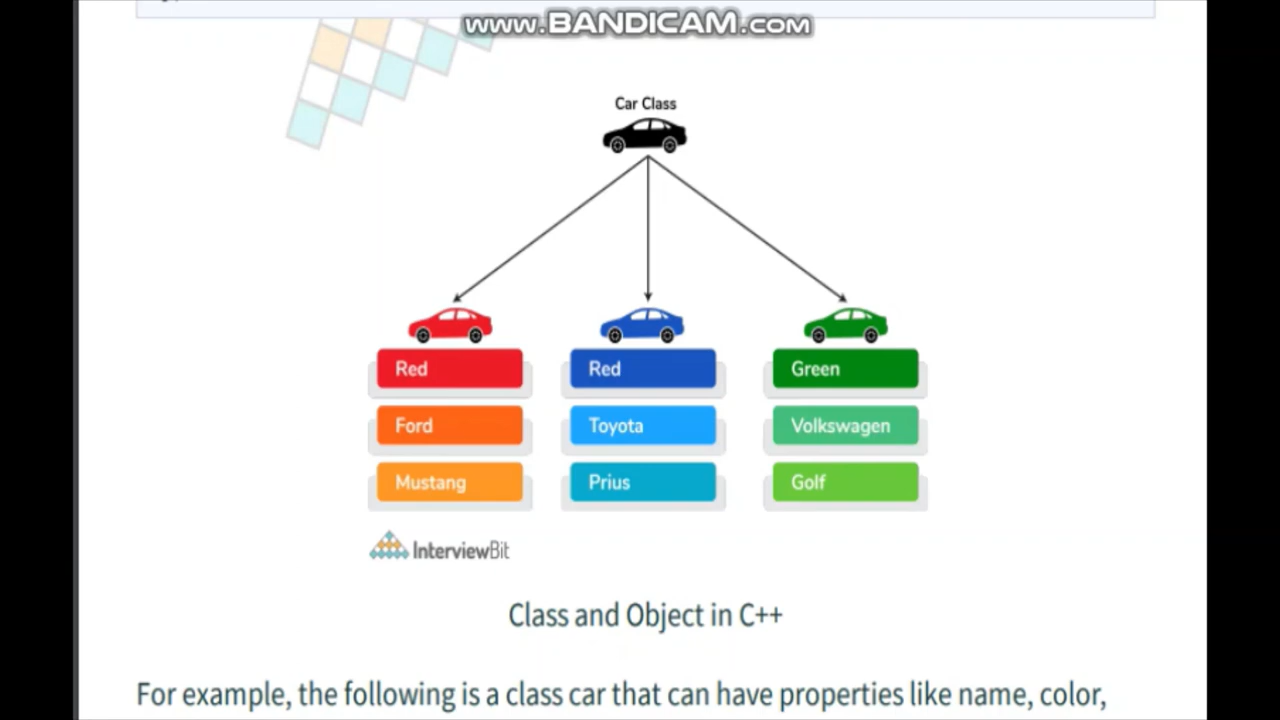 www.BANDICAM.com
Car Class
Red Red Green
Ford Toyota Volkswagen
Mustang Prius Golf
InterviewBit
Class and Object in C++
For example, the following is a class car that can have properties like name, color,